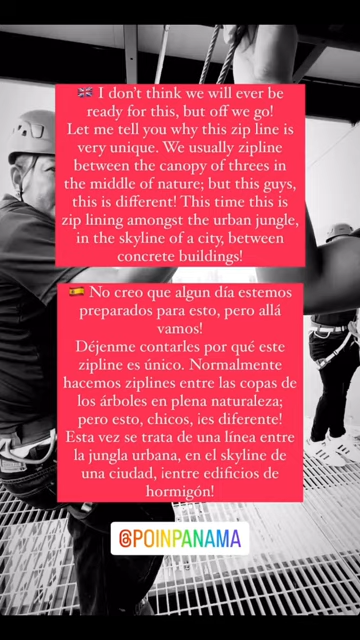 🇬🇧 I don't think we will ever be
ready for this, but off we go!
Let me tell you why this zip line is
very unique. We usually zipline
between the canopy of threes in
the middle of nature; but this guys,
this is different! This time this is
zip lining amongst the urban jungle,
in the skyline of a city, between
concrete buildings!
🇪🇸 No creo que algun día estemos
preparados para esto, pero allá
vamos!
Déjenme contarles por qué este
zipline es único. Normalmente
hacemos ziplines entre las copas de
los árboles en plena naturaleza;
pero esto, chicos, ¡es diferente!
Esta vez se trata de una línea entre
la jungla urbana, en el skyline de
una ciudad, ¡entre edificios de
hormigón!
@POINPANAMA